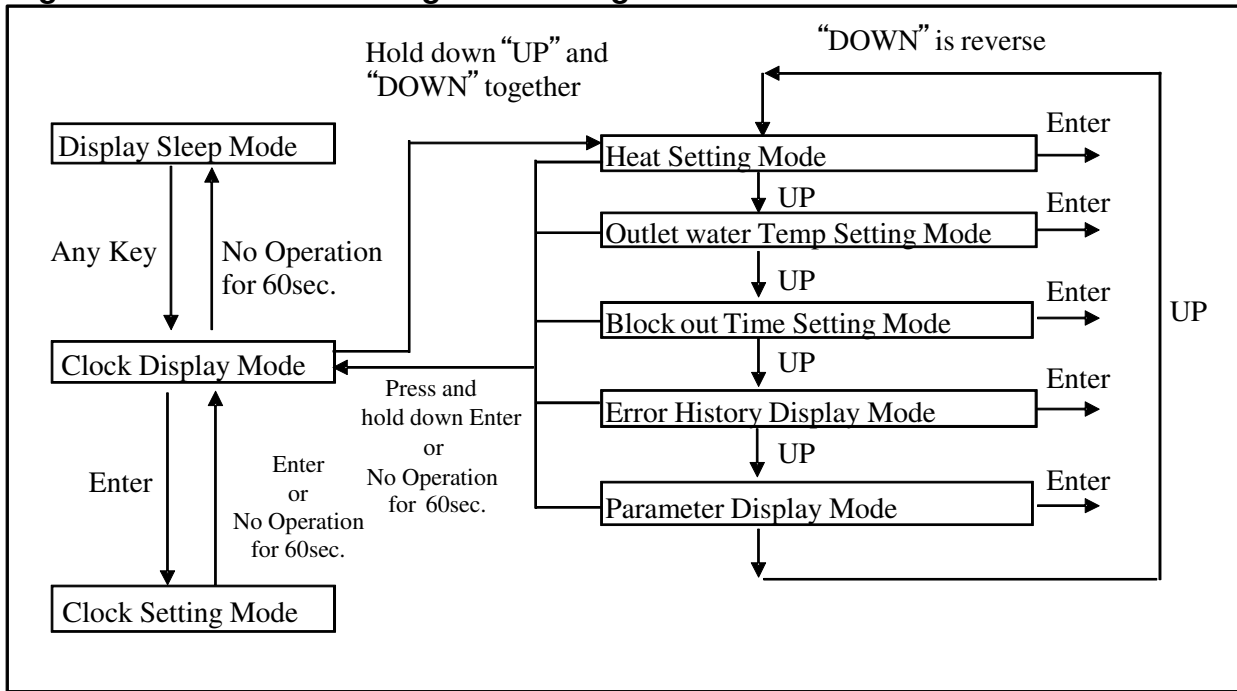 Hold down “UP” and
“DOWN” together
“DOWN” is reverse
Display Sleep Mode
Any Key
No Operation
for 60sec.
Clock Display Mode
Enter
Enter
or
No Operation
for 60sec.
Clock Setting Mode
Press and
hold down Enter
or
No Operation
for 60sec.
Heat Setting Mode
Enter
UP
Outlet water Temp Setting Mode
Enter
UP
Block out Time Setting Mode
Enter
UP
Error History Display Mode
Enter
UP
Parameter Display Mode
Enter
UP